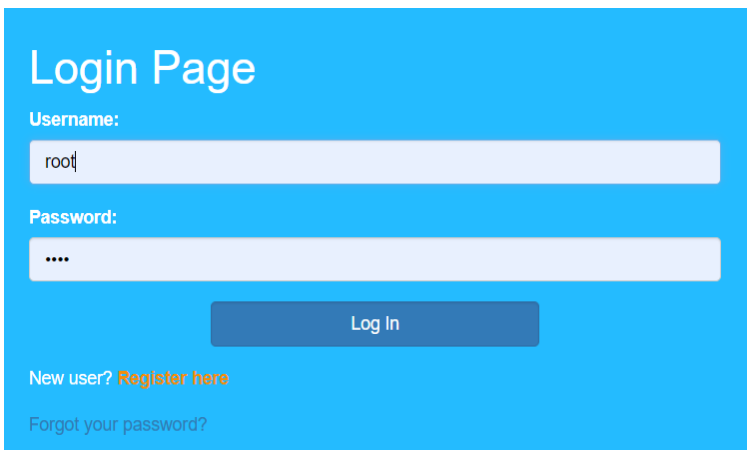 Login Page
Username:
root
Password:
••••
Log In
New user? Register here
Forgot your password?